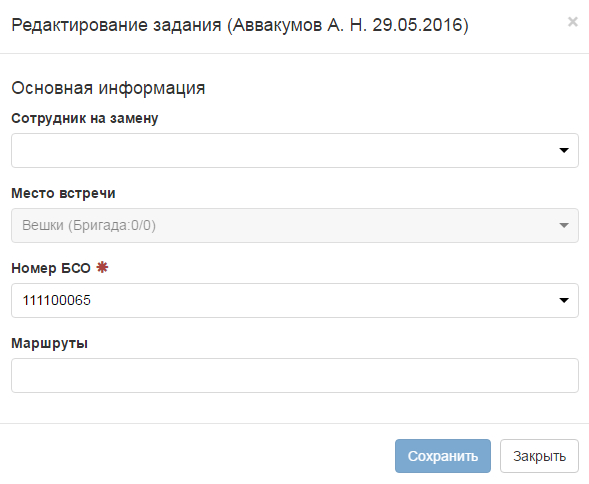 Редактирование задания (Аввакумов А. Н. 29.05.2016)
×
Основная информация
Сотрудник на замену
Место встречи
Вешки (Бригада:0/0)
Номер БСО ✱
111100065
Маршруты
Сохранить Закрыть